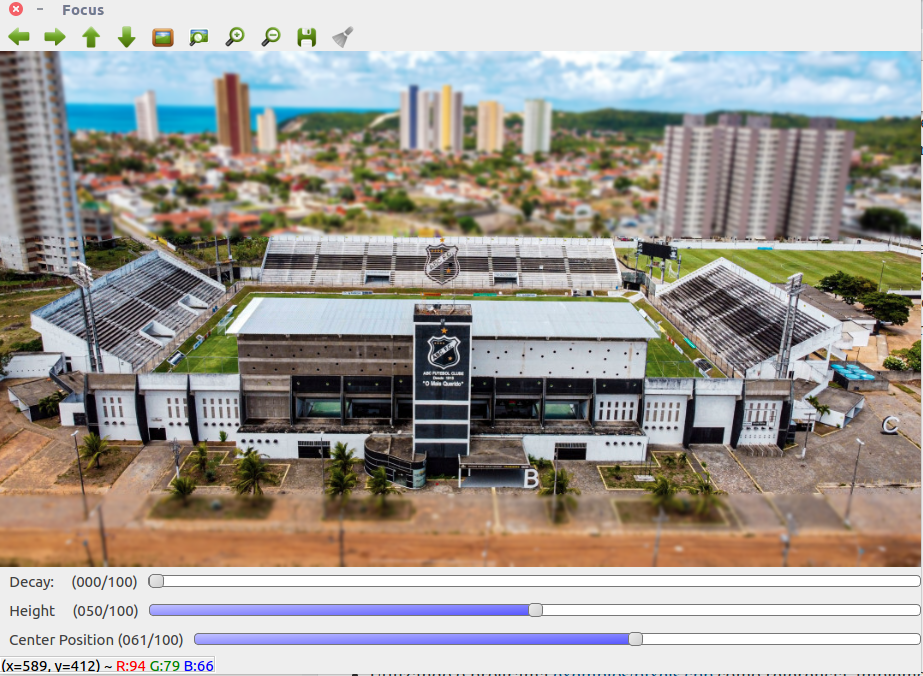 Focus
ABC FUTEBOL CLUBE
"O Mais Querido"
B
C
Decay: (000/100)
Height (050/100)
Center Position (061/100)
(x=589, y=412) ~ R:94 G:79 B:66